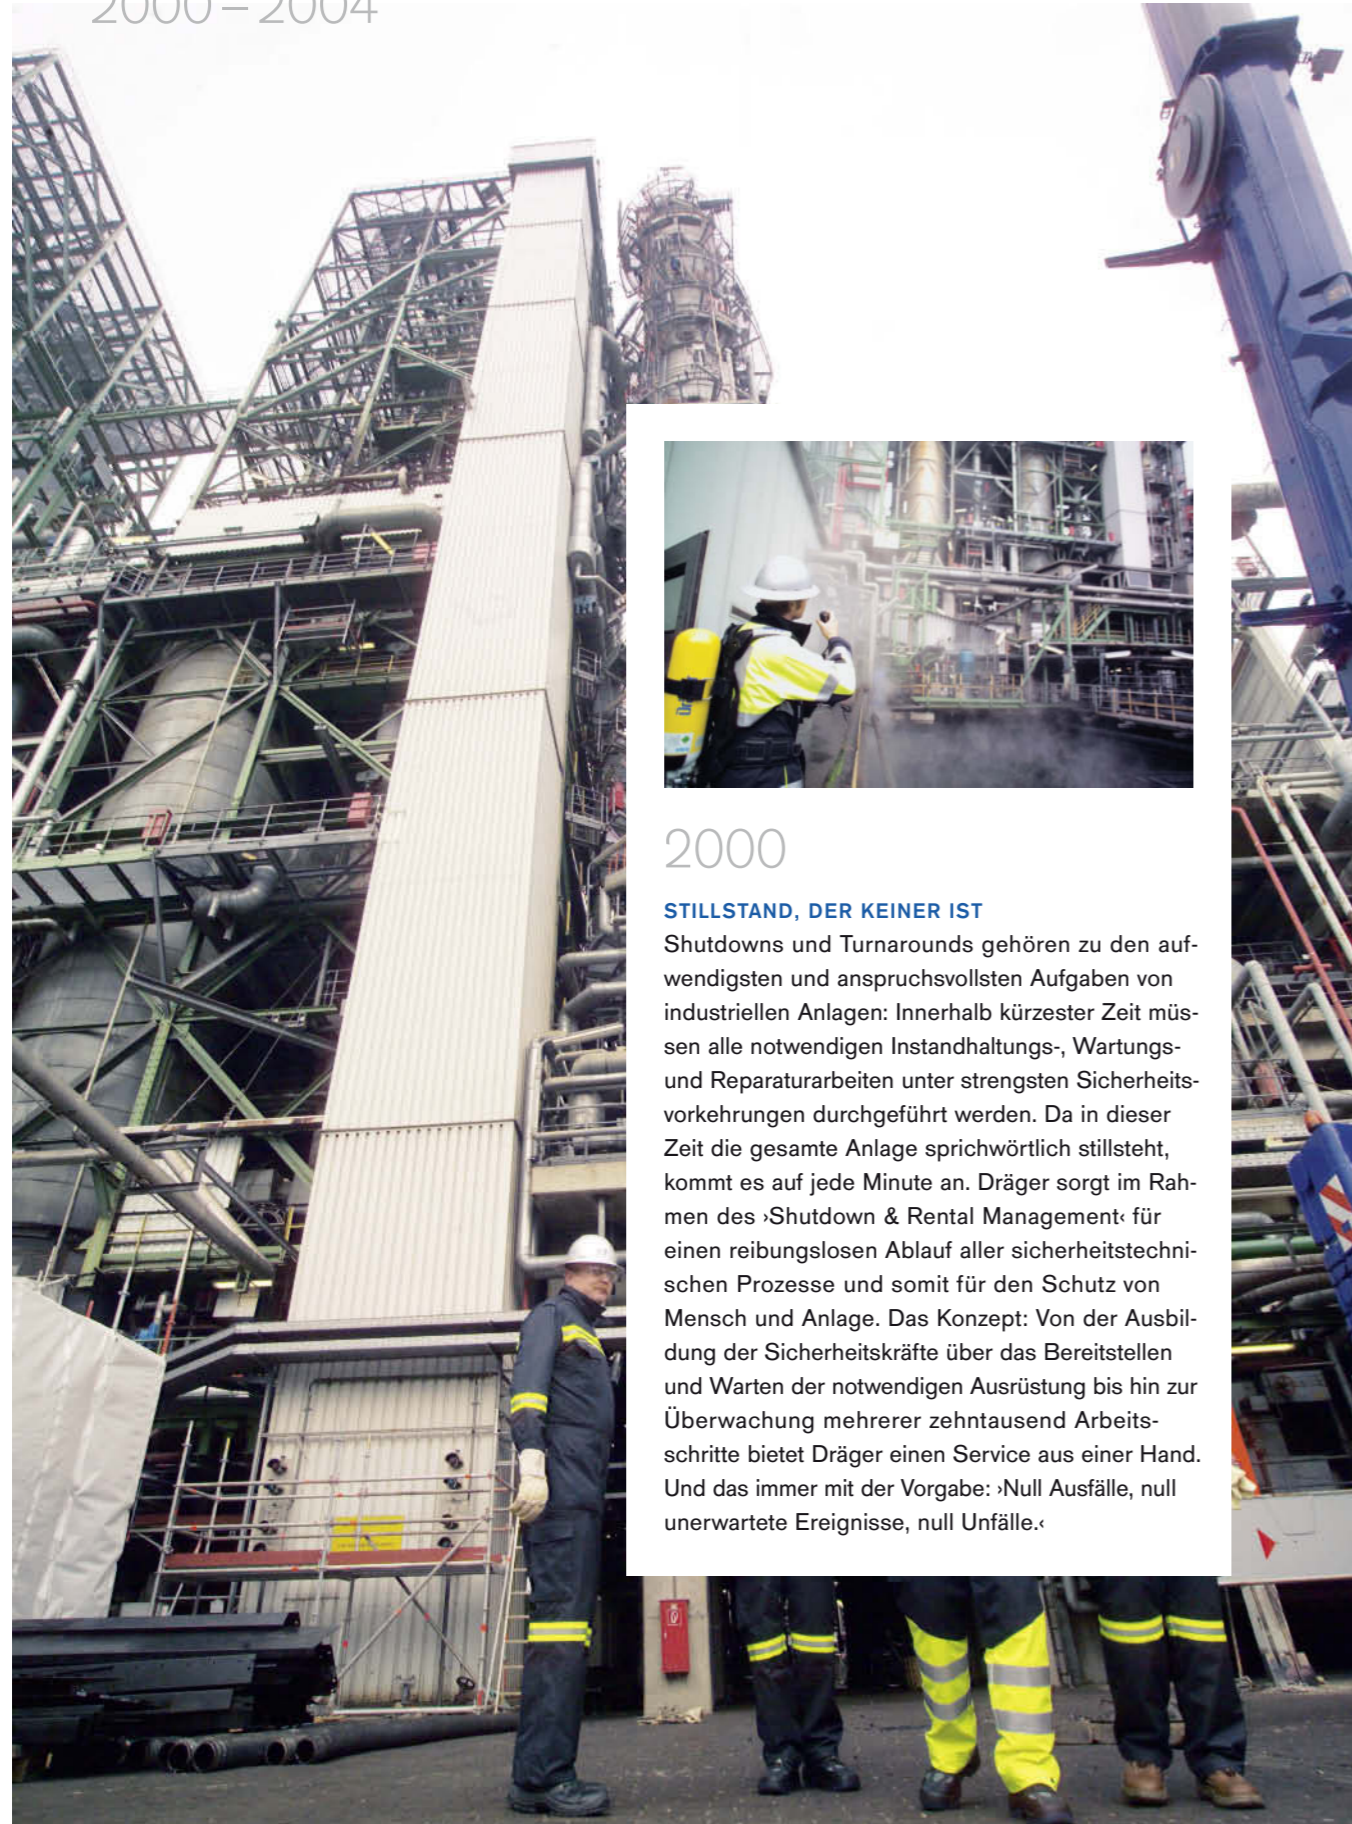 2000 – 2004
2000
STILLSTAND, DER KEINER IST
Shutdowns und Turnarounds gehören zu den auf-
wendigsten und anspruchsvollsten Aufgaben von
industriellen Anlagen: Innerhalb kürzester Zeit müs-
sen alle notwendigen Instandhaltungs-, Wartungs-
und Reparaturarbeiten unter strengsten Sicherheits-
vorkehrungen durchgeführt werden. Da in dieser
Zeit die gesamte Anlage sprichwörtlich stillsteht,
kommt es auf jede Minute an. Dräger sorgt im Rah-
men des ›Shutdown & Rental Management‹ für
einen reibungslosen Ablauf aller sicherheitstechni-
schen Prozesse und somit für den Schutz von
Mensch und Anlage. Das Konzept: Von der Ausbil-
dung der Sicherheitskräfte über das Bereitstellen
und Warten der notwendigen Ausrüstung bis hin zur
Überwachung mehrerer zehntausend Arbeits-
schritte bietet Dräger einen Service aus einer Hand.
Und das immer mit der Vorgabe: ›Null Ausfälle, null
unerwartete Ereignisse, null Unfälle.‹